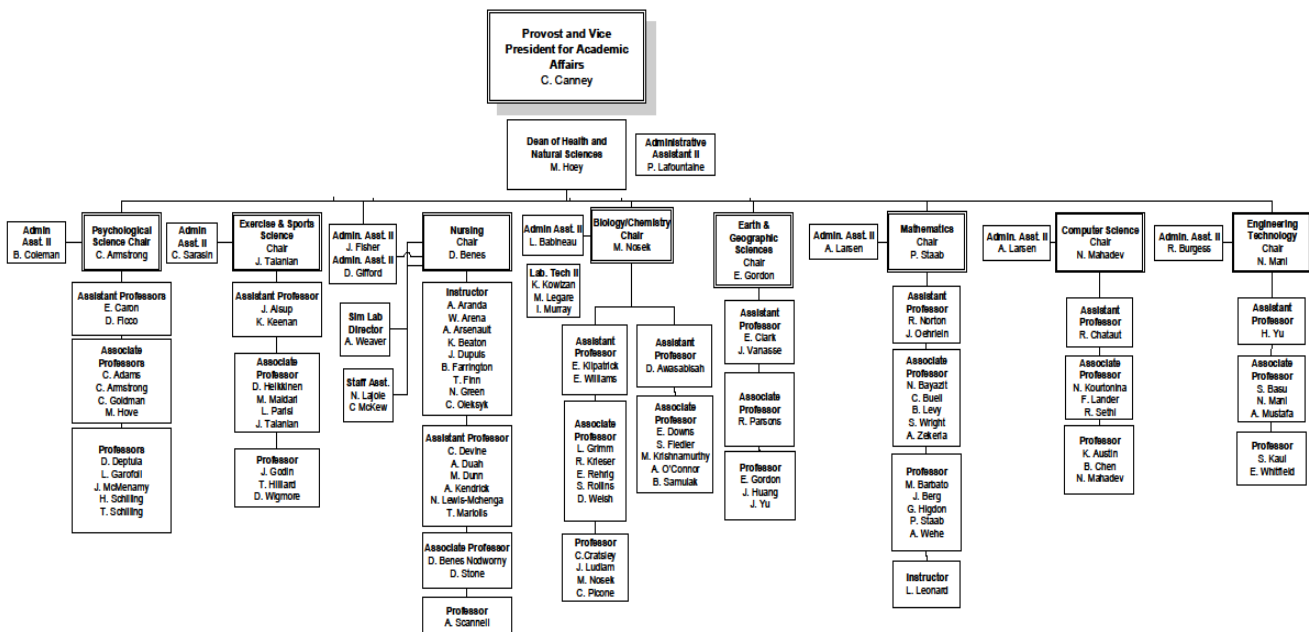 Provost and Vice
President for Academic
Affairs
C. Canney
Dean of Health and
Natural Sciences
M. Hoey
Administrative
Assistant II
P. Lafountaine
Admin
Asst. II
B. Coleman
Psychological
Science Chair
C. Armstrong
Assistant Professors
E. Caron
D. Ficco
Associate
Professors
C. Adams
C. Armstrong
C. Goldman
M. Hove
Professors
D. Deptula
L. Garofoli
J. McMenamy
H. Schilling
T. Schilling
Admin
Asst. II
C. Sarasin
Exercise & Sports
Science
Chair
J. Talanian
Assistant Professor
J. Alsup
K. Keenan
Associate
Professor
D. Heikkinen
M. Maldari
L. Parisi
J. Talanian
Professor
J. Godin
T. Hilliard
D. Wigmore
Admin. Asst. II
J. Fisher
Admin. Asst. II
D. Gifford
Nursing
Chair
D. Benes
Sim Lab
Director
A. Weaver
Staff Asst.
N. Lajoie
C McKew
Instructor
A. Aranda
W. Arena
A. Arsenault
K. Beaton
J. Dupuis
B. Farrington
T. Finn
N. Green
C. Oleksyk
Assistant Professor
C. Devine
A. Duah
M. Dunn
A. Kendrick
N. Lewis-Mchenga
T. Mariolis
Associate Professor
D. Benes Nodworny
D. Stone
Professor
A. Scannell
Admin Asst. II
L. Babineau
Lab. Tech II
K. Kowlzan
M. Legare
I. Murray
Biology/Chemistry
Chair
M. Nosek
Assistant
Professor
E. Kilpatrick
E. Williams
Associate
Professor
L. Grimm
R. Krieser
E. Rehrig
S. Rollins
D. Welsh
Professor
C.Cratsley
J. Ludlam
M. Nosek
C. Picone
Assistant
Professor
D. Awasabisah
Associate
Professor
E. Downs
S. Fiedler
M. Krishnamurthy
A. O'Connor
B. Samulak
Earth &
Geographic
Sciences
Chair
E. Gordon
Assistant
Professor
E. Clark
J. Vanasse
Associate
Professor
R. Parsons
Professor
E. Gordon
J. Huang
J. Yu
Admin. Asst. II
A. Larsen
Mathematics
Chair
P. Staab
Assistant
Professor
R. Norton
J. Oehrlein
Associate
Professor
N. Bayazit
C. Buell
B. Levy
S. Wright
A. Zekeria
Professor
M. Barbato
J. Berg
G. Higdon
P. Staab
A. Wehe
Instructor
L. Leonard
Admin. Asst. II
A. Larsen
Computer Science
Chair
N. Mahadev
Assistant
Professor
R. Chataut
Associate
Professor
N. Kourtonina
F. Lander
R. Sethi
Professor
K. Austin
B. Chen
N. Mahadev
Admin. Asst. II
R. Burgess
Engineering
Technology
Chair
N. Mani
Assistant
Professor
H. Yu
Associate
Professor
S. Basu
N. Mani
A. Mustafa
Professor
S. Kaul
E. Whitfield